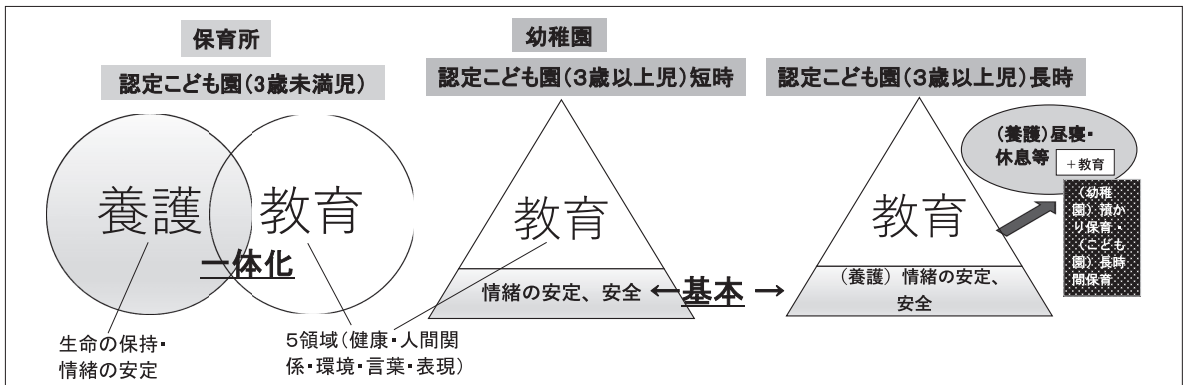 保育所
認定こども園(3歳未満児)
養護
教育
一体化
生命の保持・
情緒の安定
5領域(健康・人間関
係・環境・言葉・表現)
幼稚園
認定こども園(3歳以上児)短時
教育
情緒の安定、安全
←基本→
認定こども園(3歳以上児)長時
教育
(養護)情緒の安定、
安全
(養護)昼寝・
休息等
+教育
(幼稚
園)預か
り保育、
(こども
園)長時
間保育